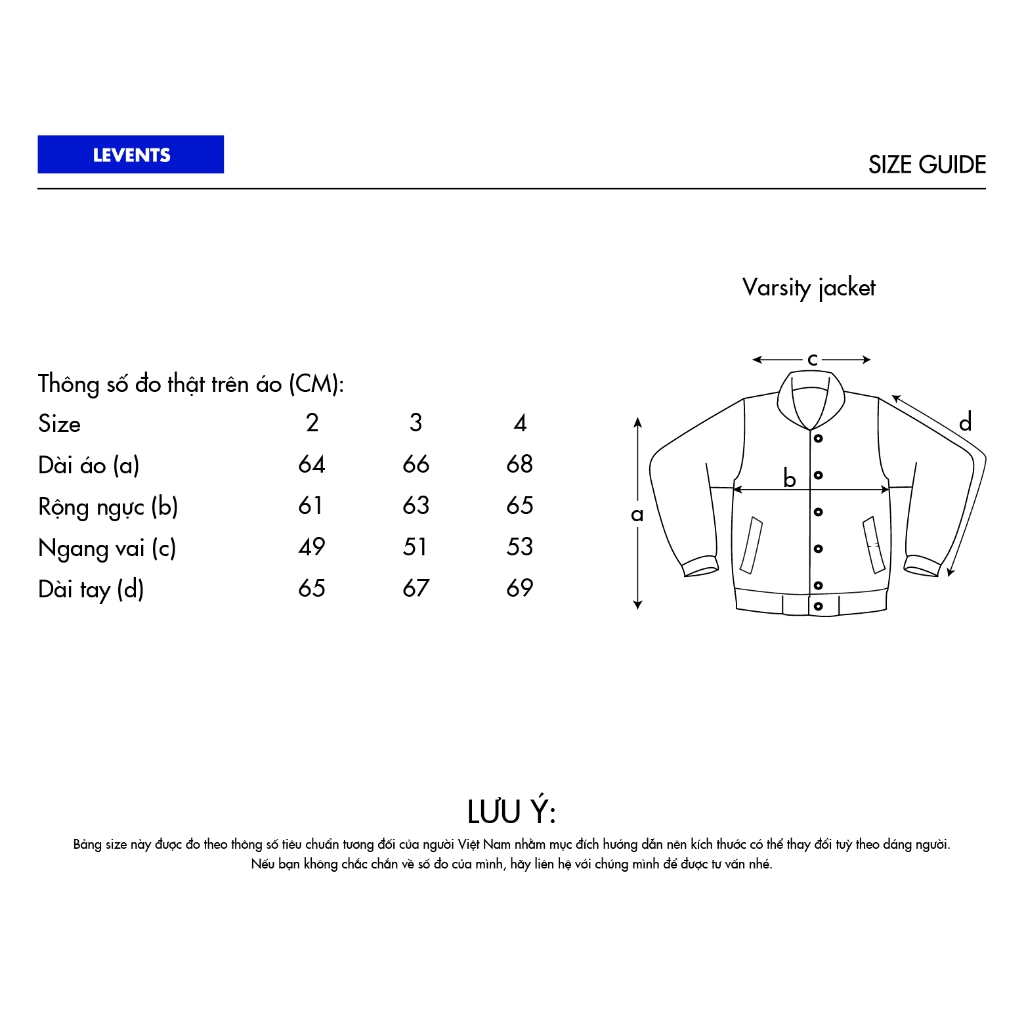 LEVENTS
SIZE GUIDE
Varsity jacket
Thông số đo thật trên áo (CM):
Size 2 3 4
Dài áo (a) 64 66 68
Rộng ngực (b) 61 63 65
Ngang vai (c) 49 51 53
Dài tay (d) 65 67 69
c
d
b
a
LƯU Ý:
Bảng size này được đo theo thông số tiêu chuẩn tương đối của người Việt Nam nhằm mục đích hướng dẫn nên kích thước có thể thay đổi tuỳ theo dáng người.
Nếu bạn không chắc chắn về số đo của mình, hãy liên hệ với chúng mình để được tư vấn nhé.